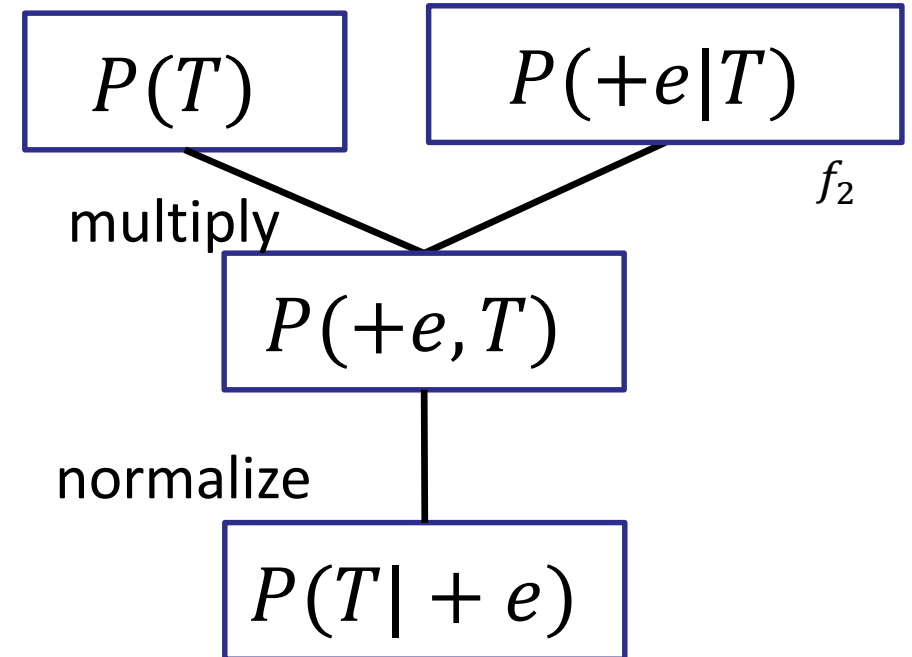 P(T)
P(+e|T)
f₂
multiply
P(+e, T)
normalize
P(T| + e)